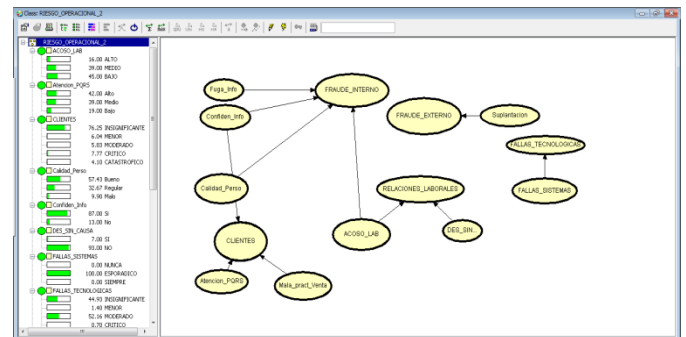 Class: RIESGO_OPERACIONAL_2
RIESGO_OPERACIONAL_2
ACOSO_LAB
16.00 ALTO
39.00 MEDIO
45.00 BAJO
Atencion_PQRS
42.00 Alto
39.00 Medio
19.00 Bajo
CLIENTES
76.25 INSIGNIFICANTE
6.04 MENOR
5.83 MODERADO
7.77 CRITICO
4.10 CATASTROFICO
Calidad_Perso
57.43 Bueno
32.67 Regular
9.90 Malo
Confiden_Info
87.00 Si
13.00 No
DES_SIN_CAUSA
7.00 SI
93.00 NO
FALLAS_SISTEMAS
0.00 NUNCA
100.00 ESPORADICO
0.00 SIEMPRE
FALLAS_TECNOLOGICAS
44.93 INSIGNIFICANTE
1.40 MENOR
52.16 MODERADO
0.70 CRITICO
Fuga_Info
FRAUDE_INTERNO
Confiden_Info
FRAUDE_EXTERNO
Suplantacion
FALLAS_TECNOLOGICAS
Calidad_Perso
RELACIONES_LABORALES
FALLAS_SISTEMAS
CLIENTES
ACOSO_LAB
DES_SIN...
Atencion_PQRS
Mala_pract_Venta